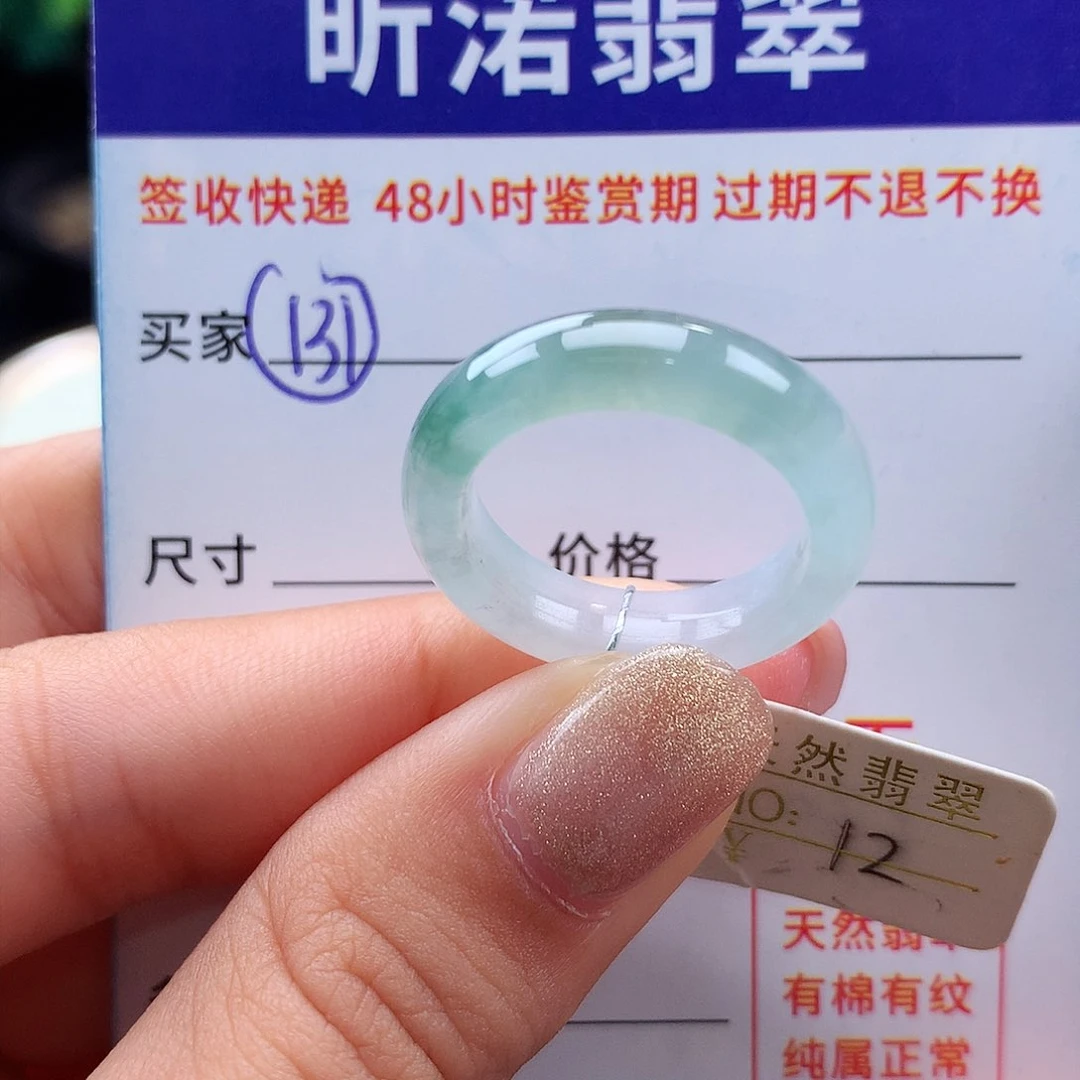 昕渃翡翠
签收快递 48小时鉴赏期 过期不退不换
买家 131
尺寸 价格
然翡翠
NO:
¥ 12
天然翡翠
有棉有纹
纯属正常